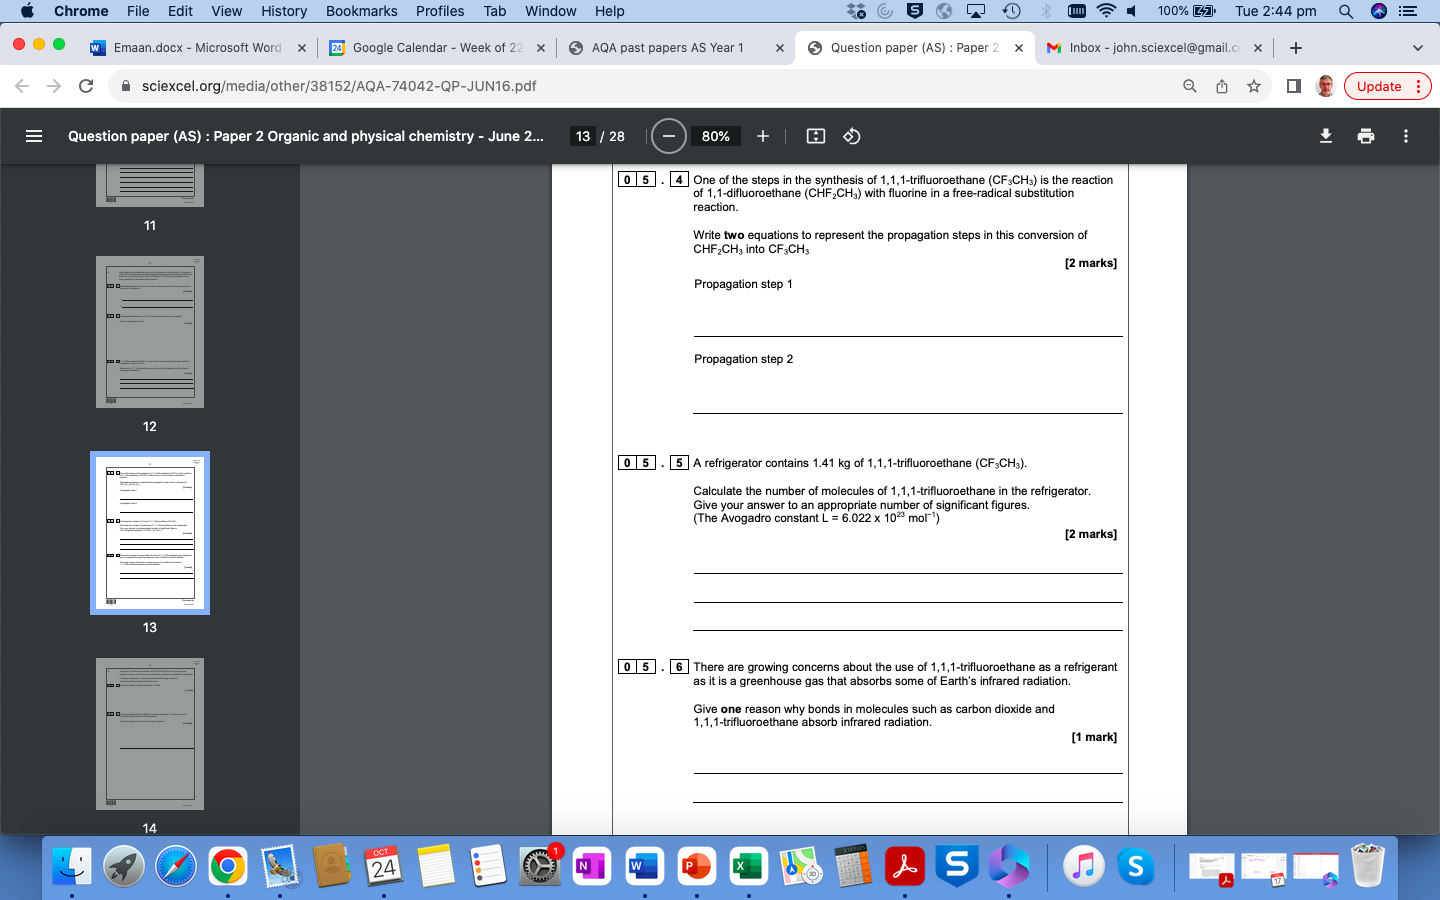 Chrome File Edit View History Bookmarks Profiles Tab Window Help 100% Tue 2:44 pm
Emaan.docx - Microsoft Word
24 Google Calendar - Week of 22
AQA past papers AS Year 1
Question paper (AS) : Paper 2
Inbox - john.sciexcel@gmail.c
sciexcel.org/media/other/38152/AQA-74042-QP-JUN16.pdf
Update
Question paper (AS) : Paper 2 Organic and physical chemistry - June 2... 13 / 28 80%
11
12
13
14
0 5 . 4 One of the steps in the synthesis of 1,1,1-trifluoroethane (CF₃CH₃) is the reaction
of 1,1-difluoroethane (CHF₂CH₃) with fluorine in a free-radical substitution
reaction.
Write two equations to represent the propagation steps in this conversion of
CHF₂CH₃ into CF₃CH₃
[2 marks]
Propagation step 1
Propagation step 2
0 5 . 5 A refrigerator contains 1.41 kg of 1,1,1-trifluoroethane (CF₃CH₃).
Calculate the number of molecules of 1,1,1-trifluoroethane in the refrigerator.
Give your answer to an appropriate number of significant figures.
(The Avogadro constant L = 6.022 x 10²³ mol⁻¹)
[2 marks]
0 5 . 6 There are growing concerns about the use of 1,1,1-trifluoroethane as a refrigerant
as it is a greenhouse gas that absorbs some of Earth's infrared radiation.
Give one reason why bonds in molecules such as carbon dioxide and
1,1,1-trifluoroethane absorb infrared radiation.
[1 mark]
OCT
24
1
N
W
P
X
S
S
17